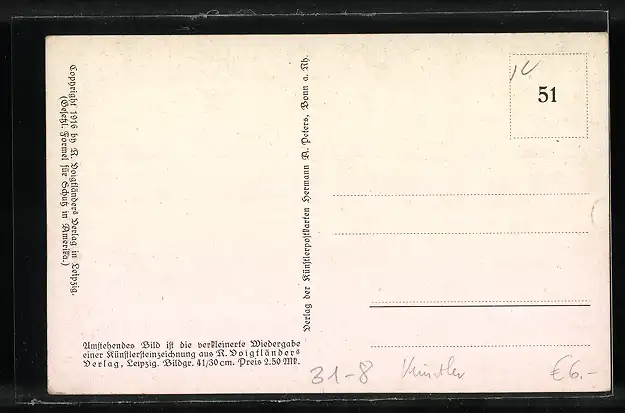 Copyright 1916 by R. Voigtländers Verlag in Leipzig.
(Gesetzl. Formel für Schutz in Amerika.)
Umstehendes Bild ist die verkleinerte Wiedergabe
einer Künstlersteinzeichnung aus R. Voigtländers
Verlag, Leipzig. Bildgr. 41/30 cm. Preis 2.50 Mk.
Verlag der Künstlerpostkarten Hermann A. Peters, Bonn a. Rh.
51
31-8 Künstler €6.-